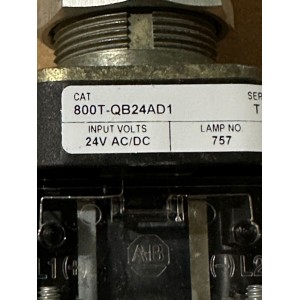 CAT SER
800T-QB24AD1 T
INPUT VOLTS LAMP NO
24V AC/DC 757
AB
L1(+) (-)L2